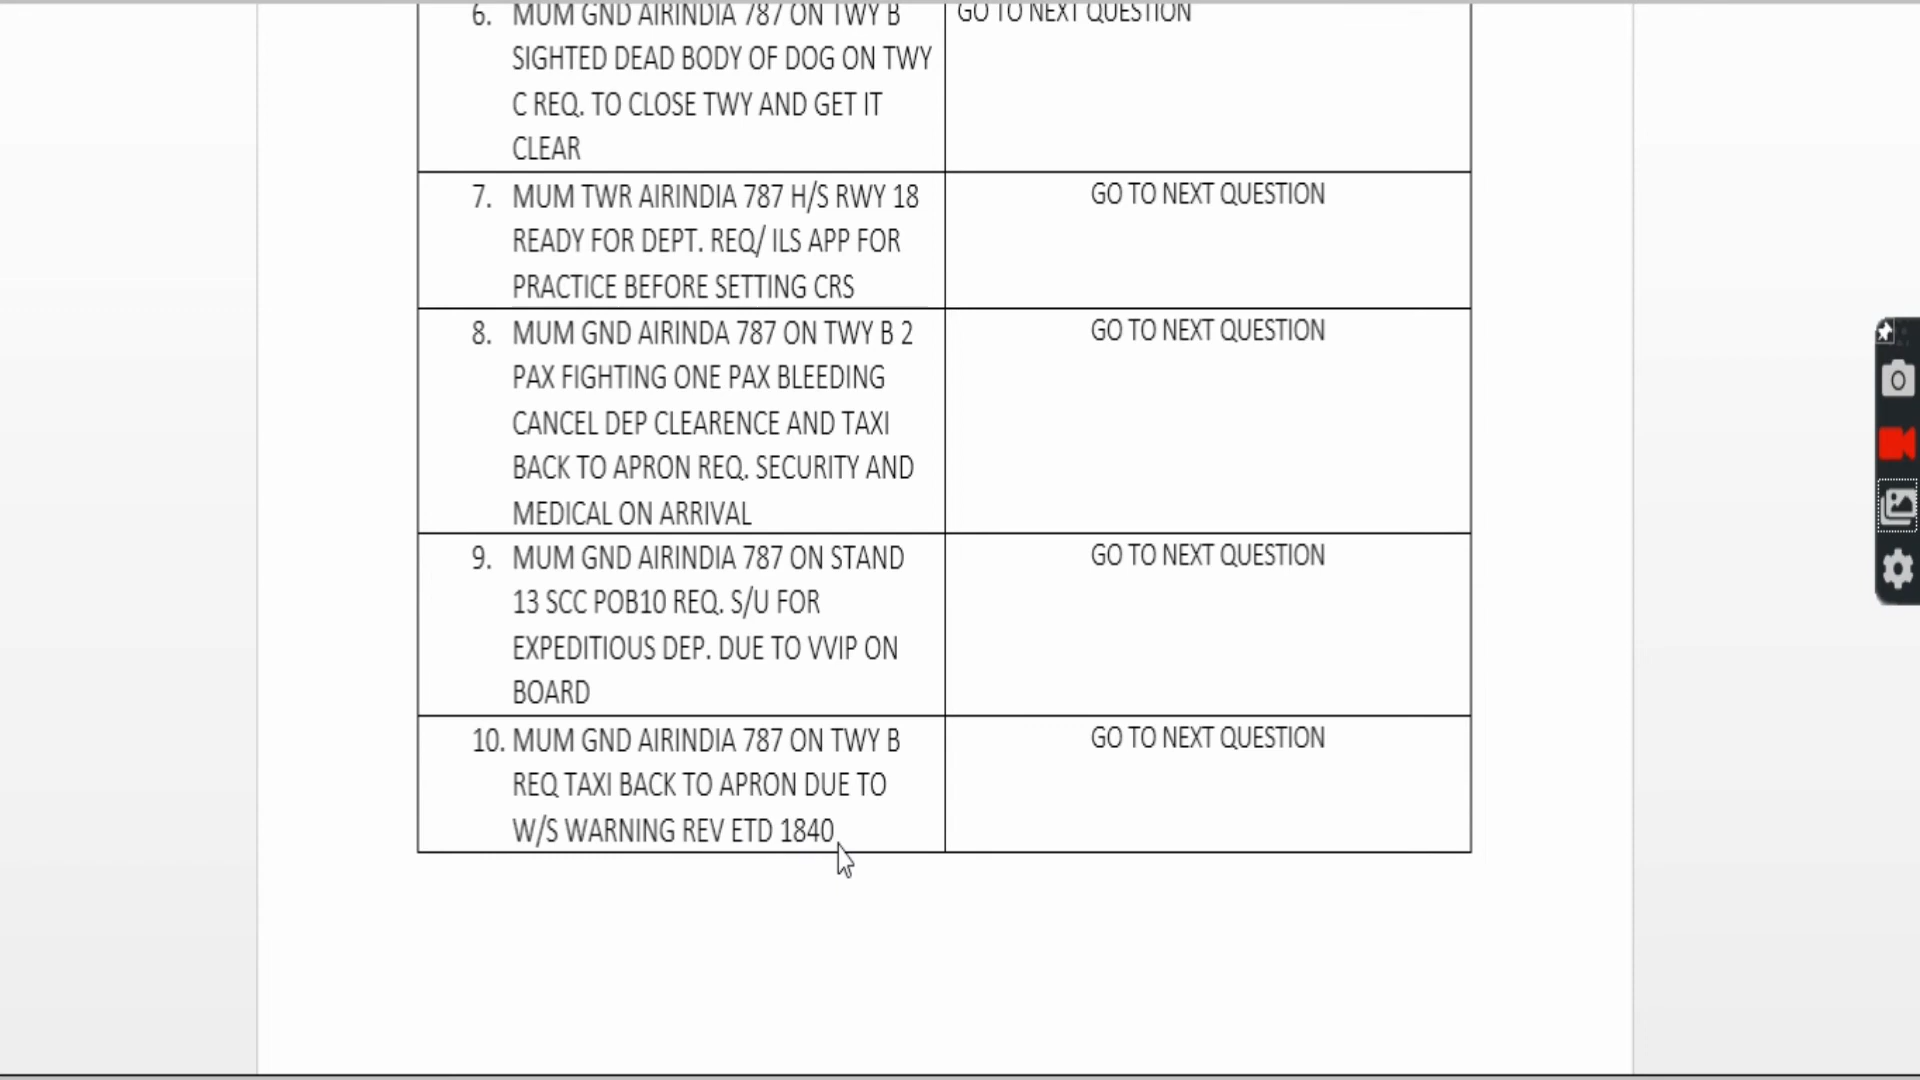 6. MUM GND AIRINDIA 787 ON TWY B
SIGHTED DEAD BODY OF DOG ON TWY
C REQ. TO CLOSE TWY AND GET IT
CLEAR
GO TO NEXT QUESTION
7. MUM TWR AIRINDIA 787 H/S RWY 18
READY FOR DEPT. REQ/ ILS APP FOR
PRACTICE BEFORE SETTING CRS
GO TO NEXT QUESTION
8. MUM GND AIRINDA 787 ON TWY B 2
PAX FIGHTING ONE PAX BLEEDING
CANCEL DEP CLEARENCE AND TAXI
BACK TO APRON REQ. SECURITY AND
MEDICAL ON ARRIVAL
GO TO NEXT QUESTION
9. MUM GND AIRINDIA 787 ON STAND
13 SCC POB10 REQ. S/U FOR
EXPEDITIOUS DEP. DUE TO VVIP ON
BOARD
GO TO NEXT QUESTION
10. MUM GND AIRINDIA 787 ON TWY B
REQ TAXI BACK TO APRON DUE TO
W/S WARNING REV ETD 1840
GO TO NEXT QUESTION